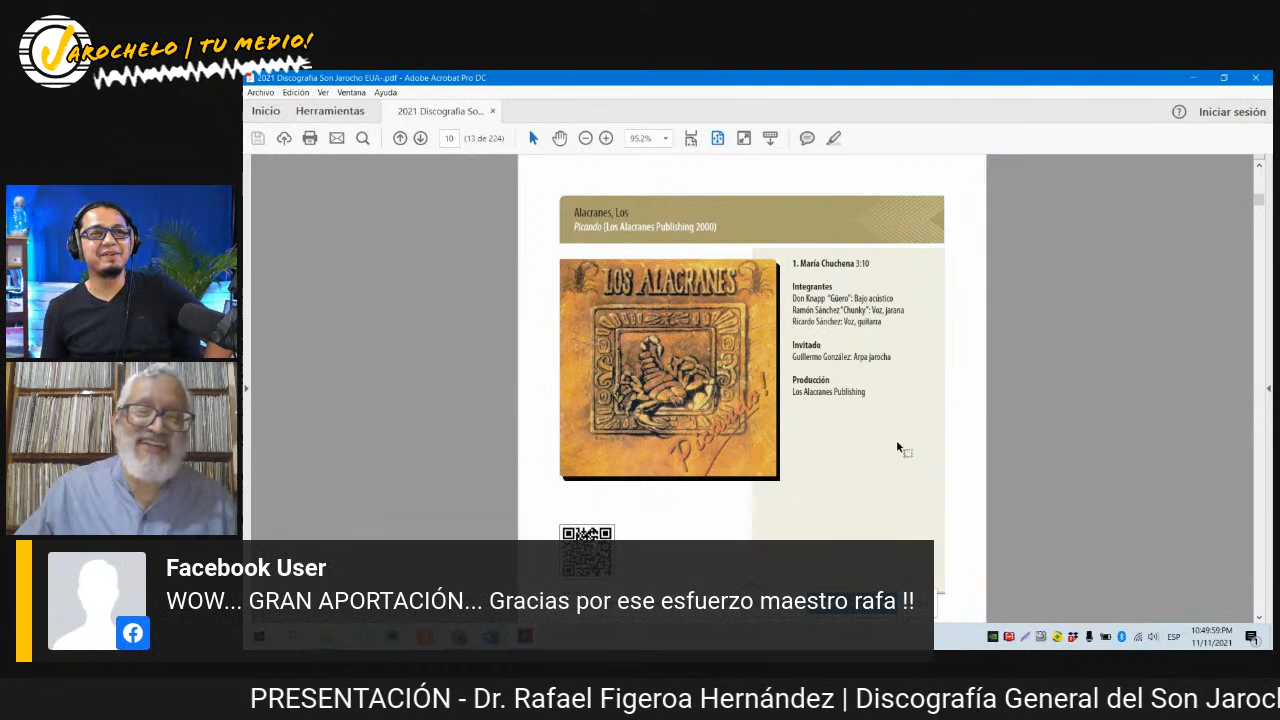 JAROCHELO | TU MEDIO!
2021 Discografia Son Jarocho EUA-.pdf - Adobe Acrobat Pro DC
Archivo Edición Ver Ventana Ayuda
Inicio Herramientas 2021 Discografia So... × Iniciar sesión
10 (13 de 224) 95.2%
Alacranes, Los
Picando (Los Alacranes Publishing 2000)
LOS ALACRANES
Picando!
1. María Chuchena 3:10
Integrantes
Don Knapp "Güero": Bajo acústico
Ramón Sánchez "Chunky": Voz, jarana
Ricardo Sánchez: Voz, guitarra
Invitado
Guillermo González: Arpa jarocha
Producción
Los Alacranes Publishing
Facebook User
WOW... GRAN APORTACIÓN... Gracias por ese esfuerzo maestro rafa !!
ESP
10:49:59PM
11/11/2021
PRESENTACIÓN - Dr. Rafael Figeroa Hernández | Discografía General del Son Jaroc